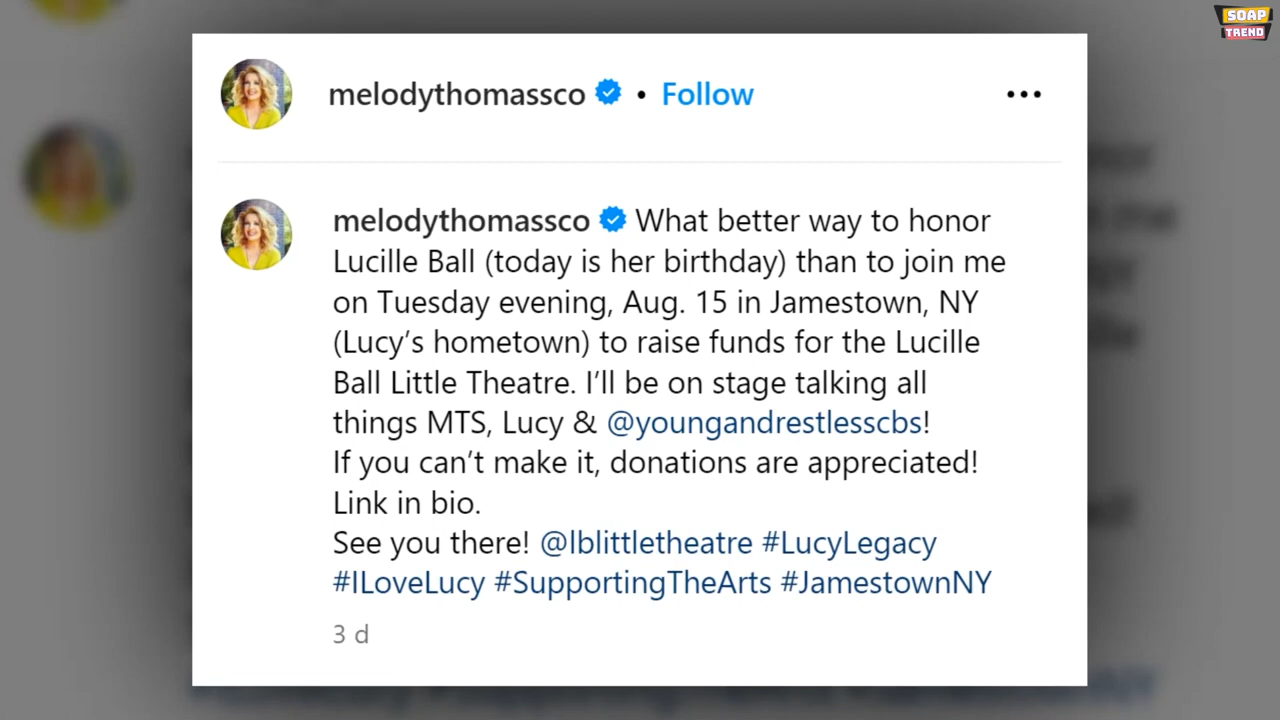 SOAP
TREND
melodythomassco • Follow
melodythomassco What better way to honor
Lucille Ball (today is her birthday) than to join me
on Tuesday evening, Aug. 15 in Jamestown, NY
(Lucy’s hometown) to raise funds for the Lucille
Ball Little Theatre. I’ll be on stage talking all
things MTS, Lucy & @youngandrestlesscbs!
If you can’t make it, donations are appreciated!
Link in bio.
See you there! @lblittletheatre #LucyLegacy
#ILoveLucy #SupportingTheArts #JamestownNY
3 d